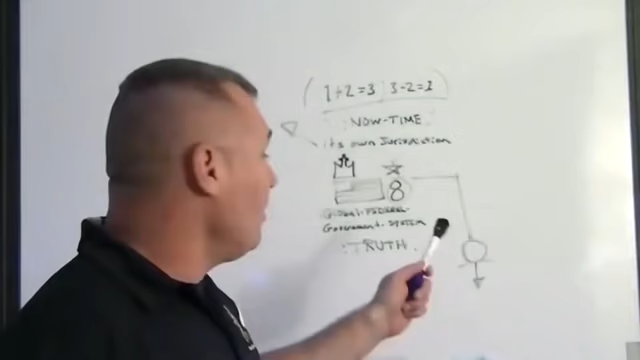 1+2=3 3-2=1
:NOW-TIME.
its own Jurisdiction
8
Global-Federal-
Government-System
:TRUTH.